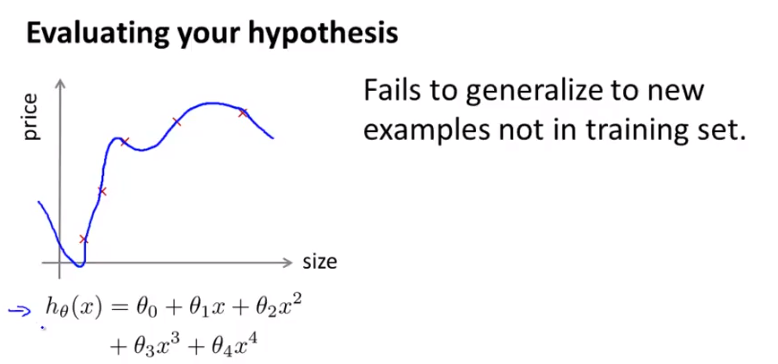 Evaluating your hypothesis
price
size
Fails to generalize to new
examples not in training set.
hθ(x) = θ₀ + θ₁x + θ₂x²
+ θ₃x³ + θ₄x⁴